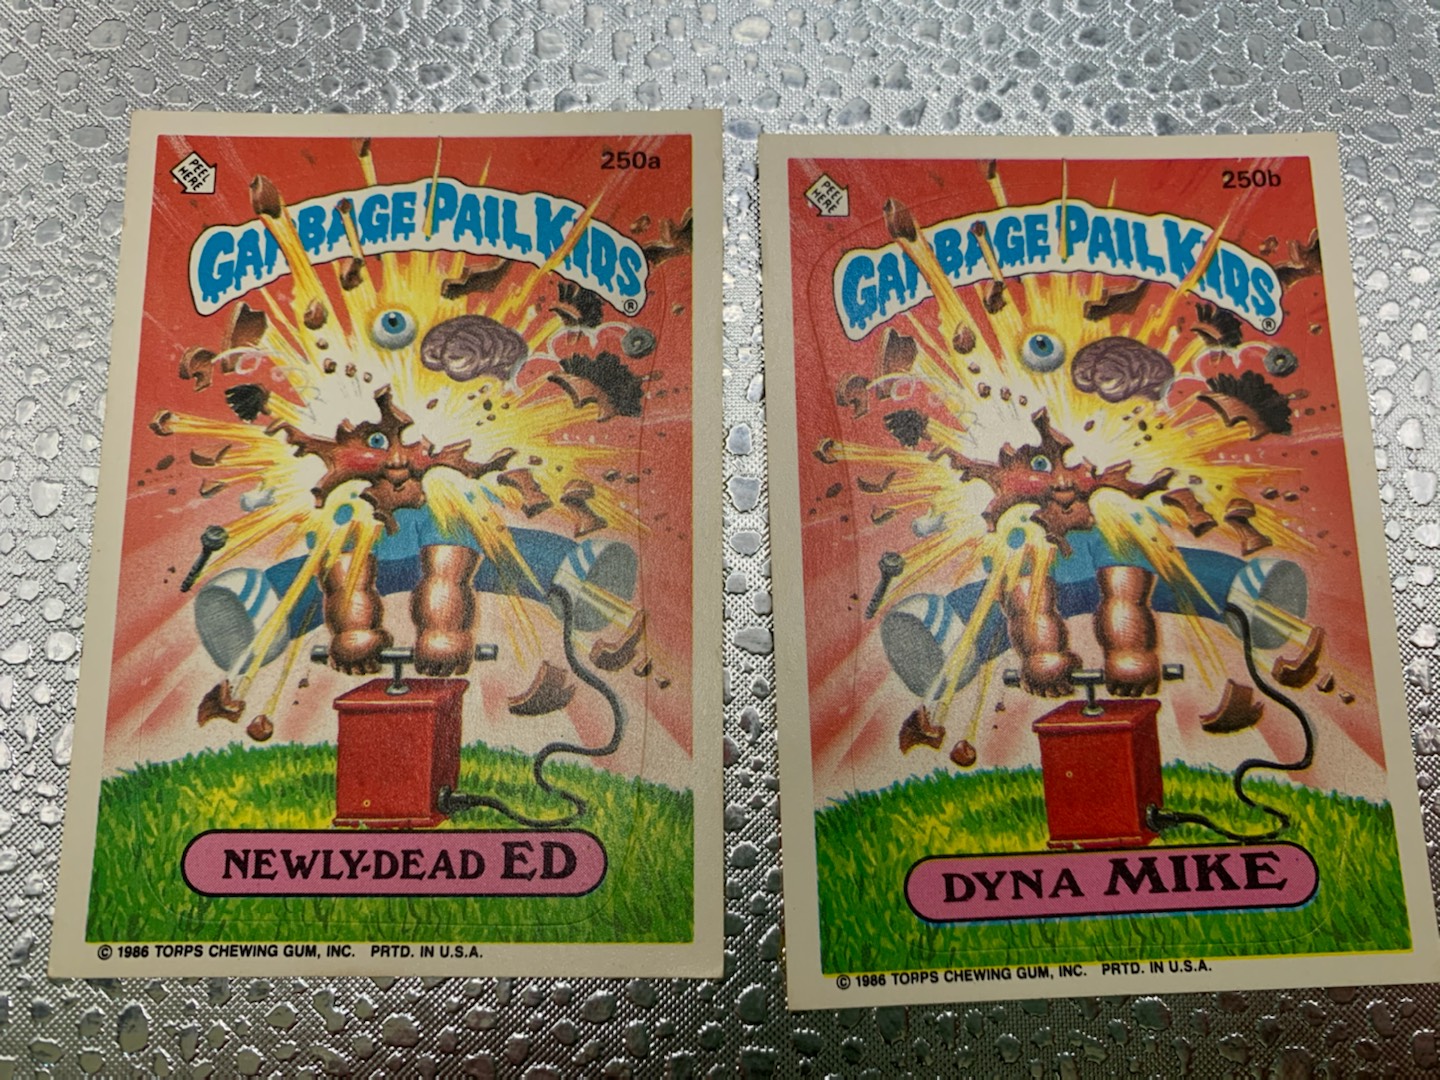 PEEL HERE
250a
GARBAGE PAIL KIDS
®
NEWLY-DEAD ED
© 1986 TOPPS CHEWING GUM, INC. PRTD. IN U.S.A.
PEEL HERE
250b
GARBAGE PAIL KIDS
®
DYNA MIKE
© 1986 TOPPS CHEWING GUM, INC. PRTD. IN U.S.A.